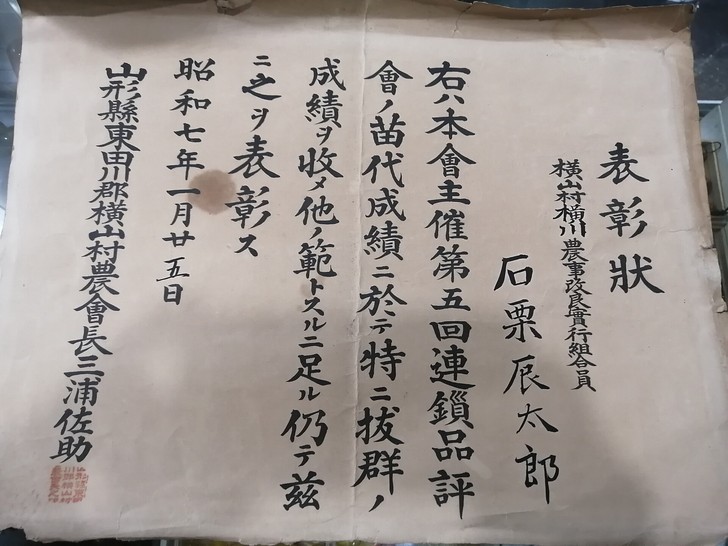 表彰狀
橫山村橫川農事改良實行組合員
石栗辰太郎
右ハ本會主催第五回連鎖品評
會ノ苗代成績ニ於テ特ニ拔群ノ
成績ヲ收メ他ノ範トスルニ足ル仍テ茲
ニ之ヲ表彰ス
昭和七年一月廿五日
山形縣東田川郡橫山村農會長三浦佐助